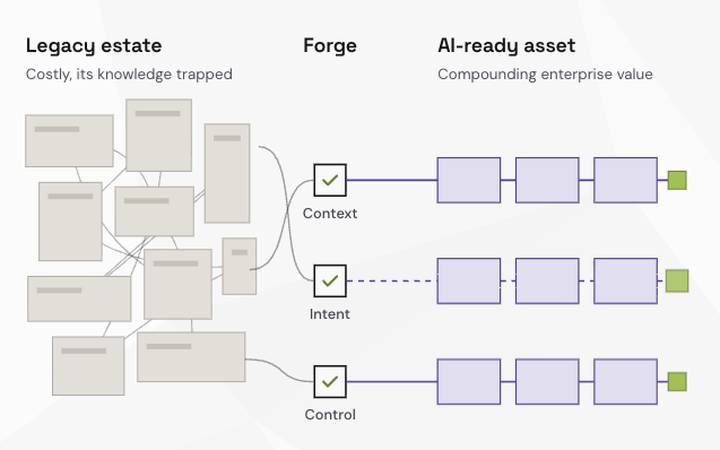 Legacy estate
Costly, its knowledge trapped
Forge
AI-ready asset
Compounding enterprise value
Context
Intent
Control